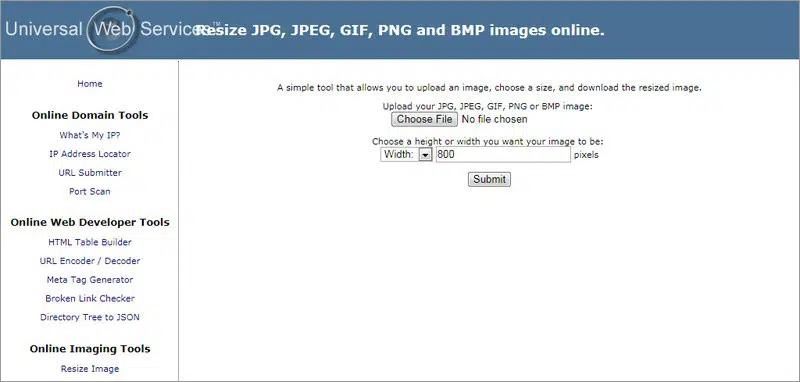 Universal Web Services™
Resize JPG, JPEG, GIF, PNG and BMP images online.
Home
Online Domain Tools
What's My IP?
IP Address Locator
URL Submitter
Port Scan
Online Web Developer Tools
HTML Table Builder
URL Encoder / Decoder
Meta Tag Generator
Broken Link Checker
Directory Tree to JSON
Online Imaging Tools
Resize Image
A simple tool that allows you to upload an image, choose a size, and download the resized image.
Upload your JPG, JPEG, GIF, PNG or BMP image:
Choose File No file chosen
Choose a height or width you want your image to be:
Width: 800 pixels
Submit